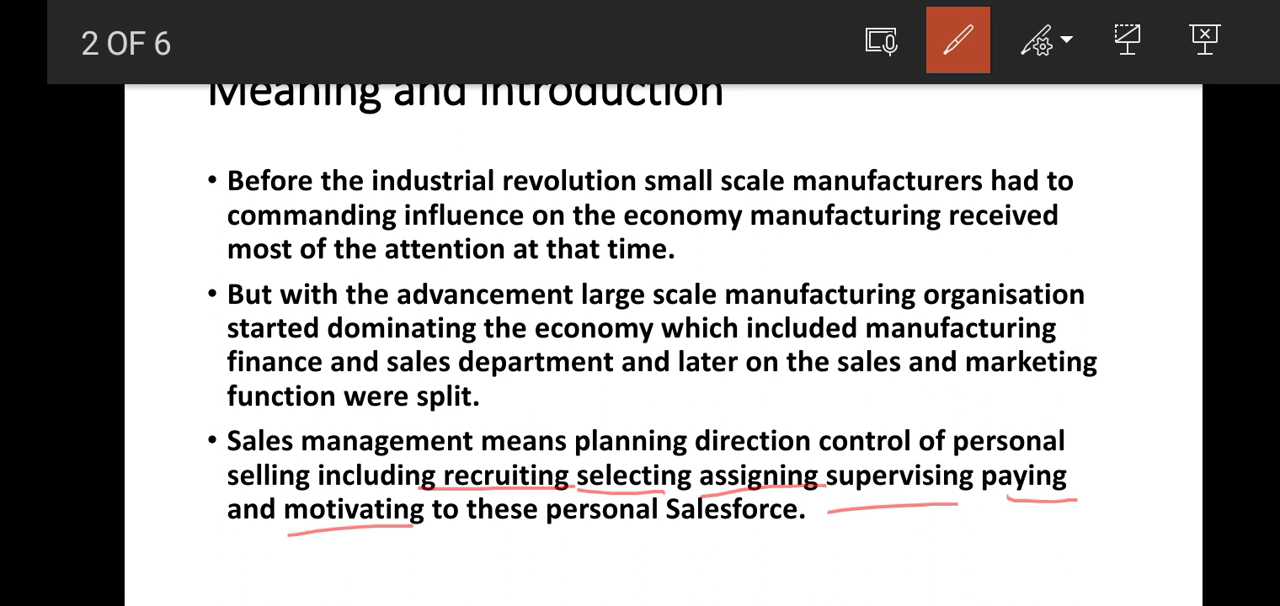 2 OF 6
Meaning and introduction
• Before the industrial revolution small scale manufacturers had to
commanding influence on the economy manufacturing received
most of the attention at that time.
• But with the advancement large scale manufacturing organisation
started dominating the economy which included manufacturing
finance and sales department and later on the sales and marketing
function were split.
• Sales management means planning direction control of personal
selling including recruiting selecting assigning supervising paying
and motivating to these personal Salesforce.